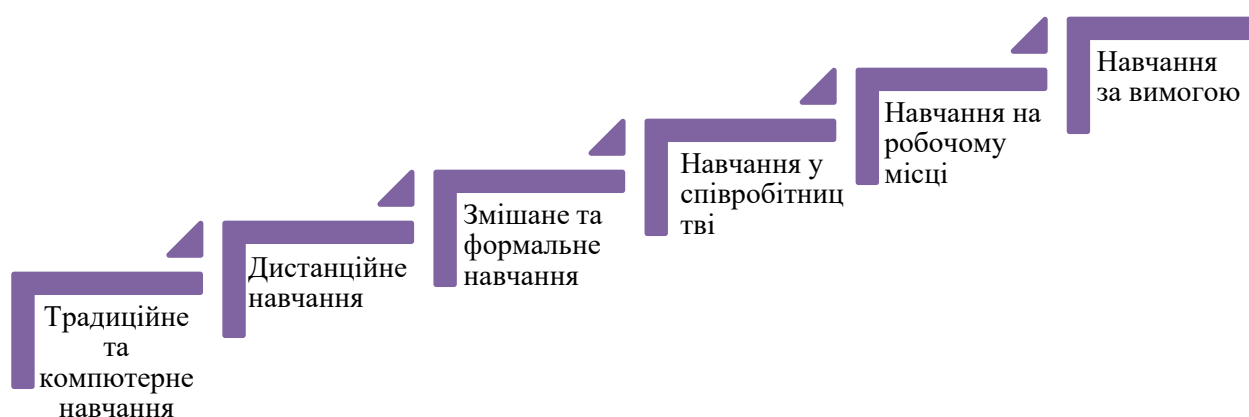 Традиційне
та
компютерне
навчання
Дистанційне
навчання
Змішане та
формальне
навчання
Навчання у
співробітниц
тві
Навчання на
робочому
місці
Навчання
за вимогою